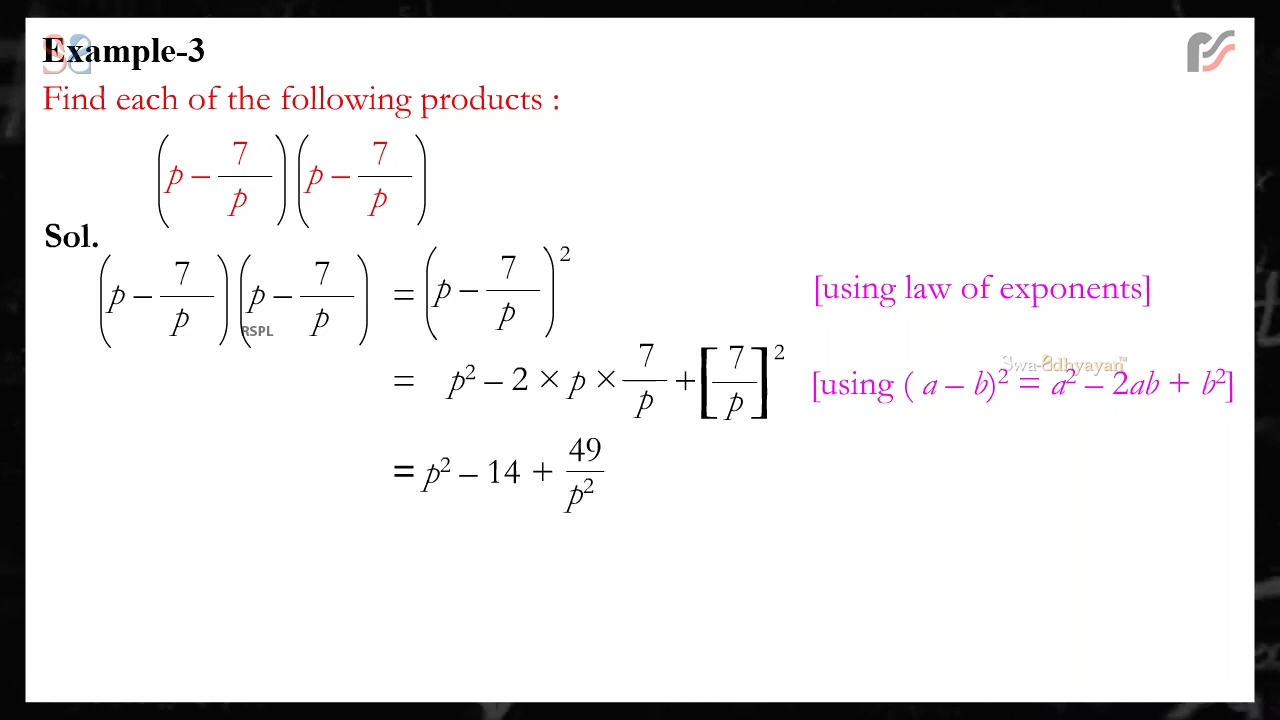 Example-3
Find each of the following products :
(p – 7/p)(p – 7/p)
Sol.
(p – 7/p)(p – 7/p) = (p – 7/p)² [using law of exponents]
RSPL
= p² – 2 × p × 7/p + [7/p]² [using ( a – b)² = a² – 2ab + b²]
Swa-adhyayan™
= p² – 14 + 49/p²